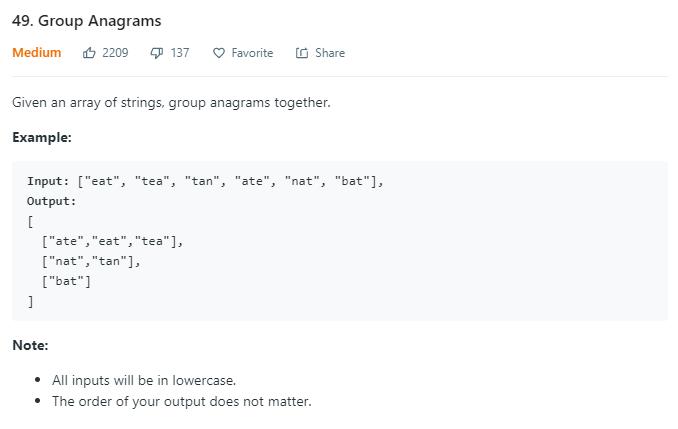 49. Group Anagrams
Medium 2209 137 Favorite Share
Given an array of strings, group anagrams together.
Example:
Input: ["eat", "tea", "tan", "ate", "nat", "bat"],
Output:
[
  ["ate","eat","tea"],
  ["nat","tan"],
  ["bat"]
]
Note:
• All inputs will be in lowercase.
• The order of your output does not matter.